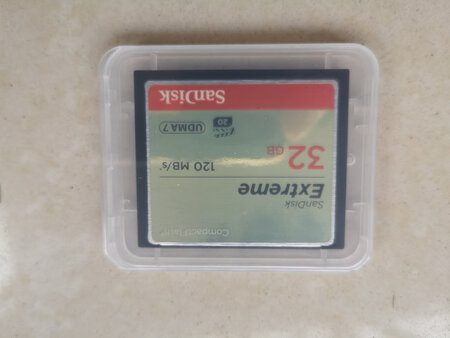 CompactFlash®
SanDisk
Extreme
120 MB/s*
32 GB
UDMA 7
20
SanDisk